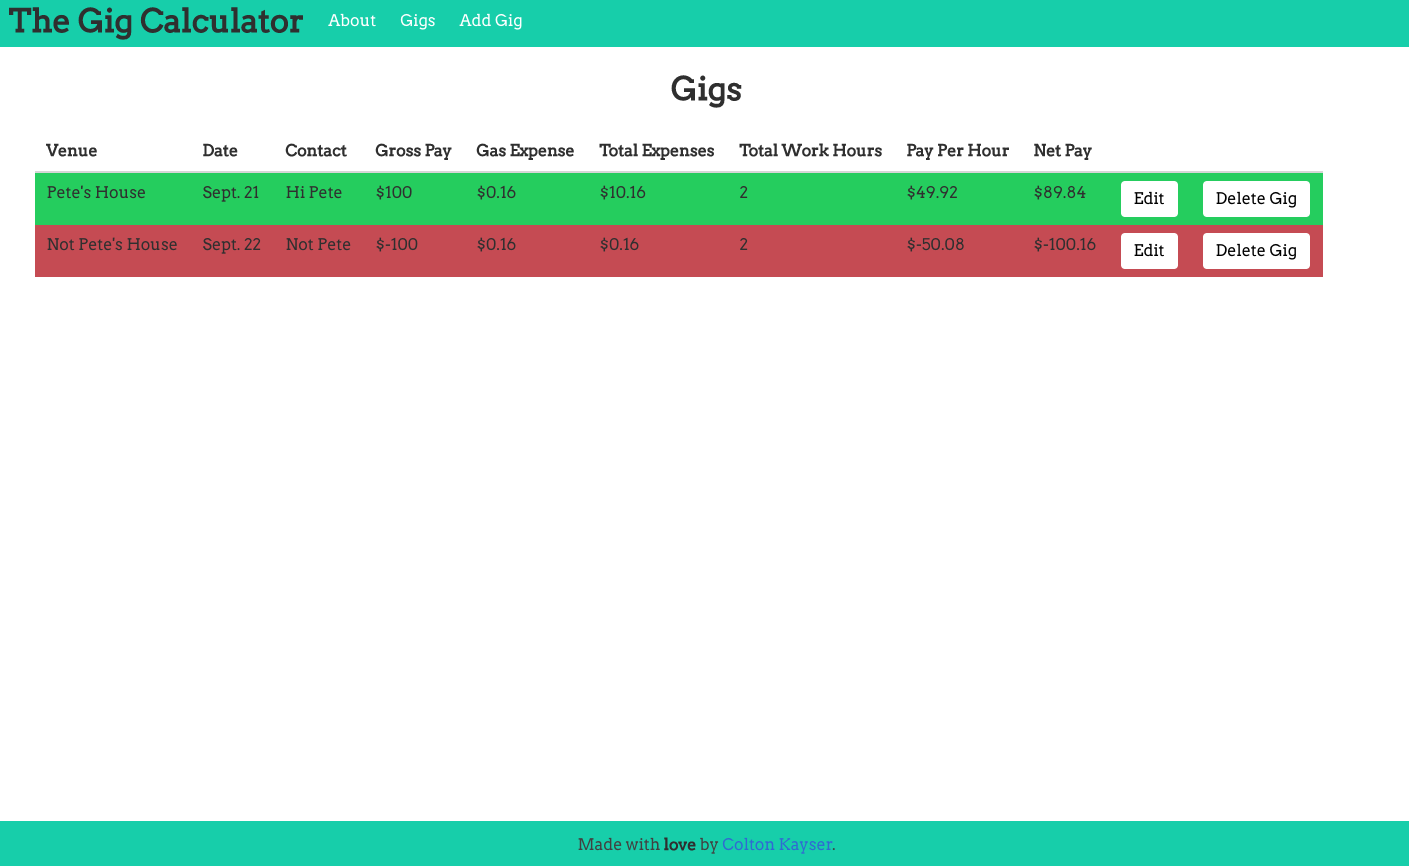 The Gig Calculator About Gigs Add Gig
Gigs
Venue Date Contact Gross Pay Gas Expense Total Expenses Total Work Hours Pay Per Hour Net Pay
Pete's House Sept. 21 Hi Pete $100 $0.16 $10.16 2 $49.92 $89.84 Edit Delete Gig
Not Pete's House Sept. 22 Not Pete $-100 $0.16 $0.16 2 $-50.08 $-100.16 Edit Delete Gig
Made with love by Colton Kayser.